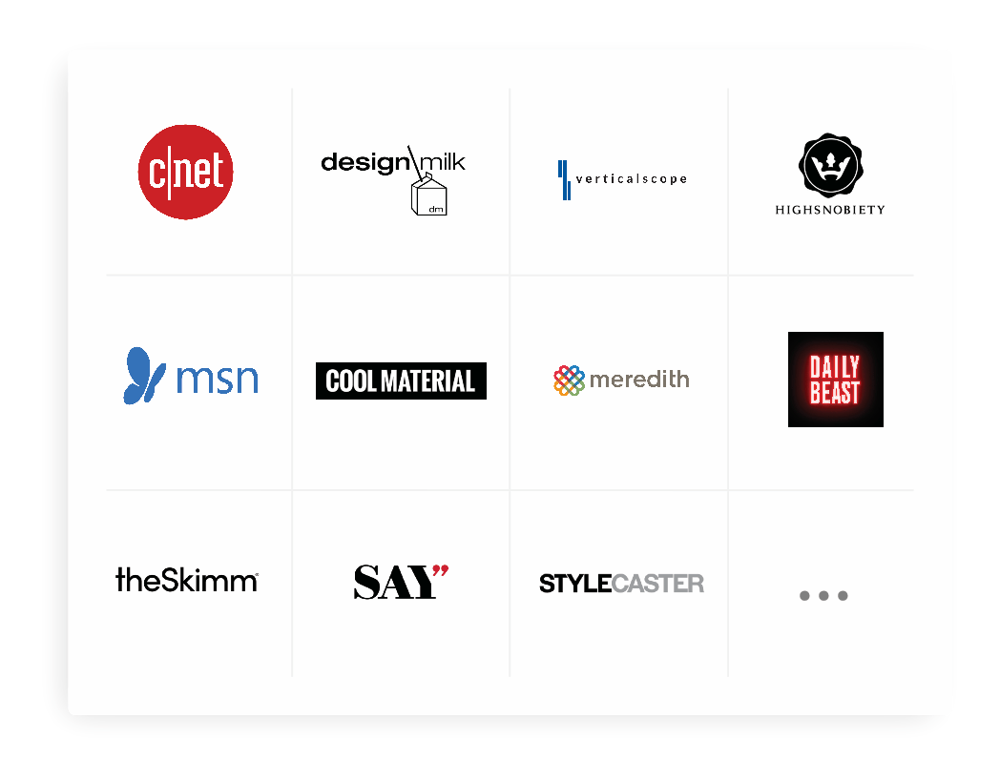 c|net
design milk
dm
verticalscope
HIGHSNOBIETY
msn
COOL MATERIAL
meredith
DAILY
BEAST
theSkimm®
SAY”
STYLECASTER